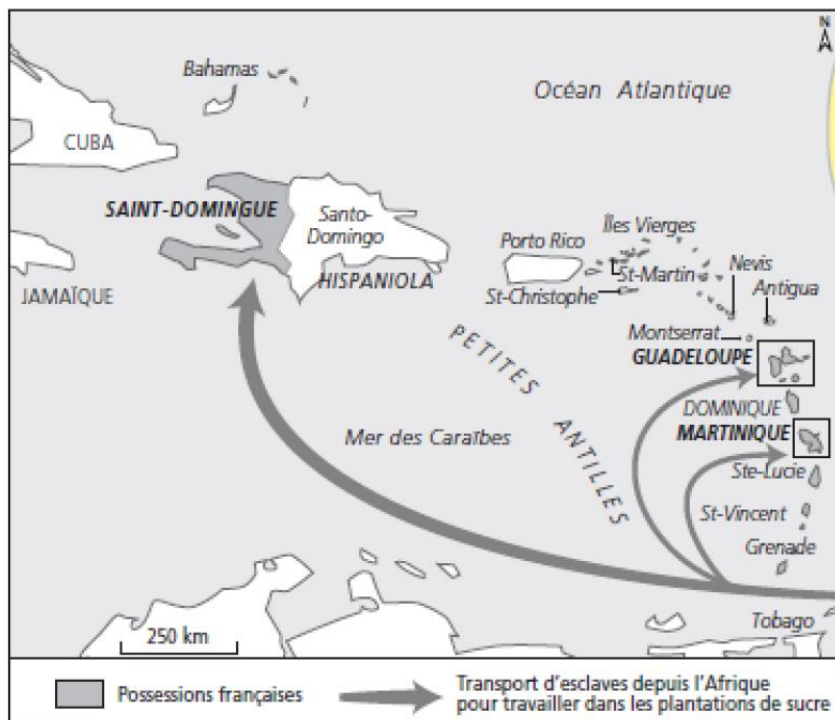 N
Bahamas
Océan Atlantique
CUBA
SAINT-DOMINGUE
Santo-
Domingo
Porto Rico
Îles Vierges
HISPANIOLA
St-Martin
Nevis
JAMAÏQUE
St-Christophe
Antigua
Montserrat
GUADELOUPE
PETITES
ANTILLES
DOMINIQUE
Mer des Caraïbes
MARTINIQUE
Ste-Lucie
St-Vincent
Grenade
250 km
Tobago
Possessions françaises
Transport d'esclaves depuis l'Afrique
pour travailler dans les plantations de sucre